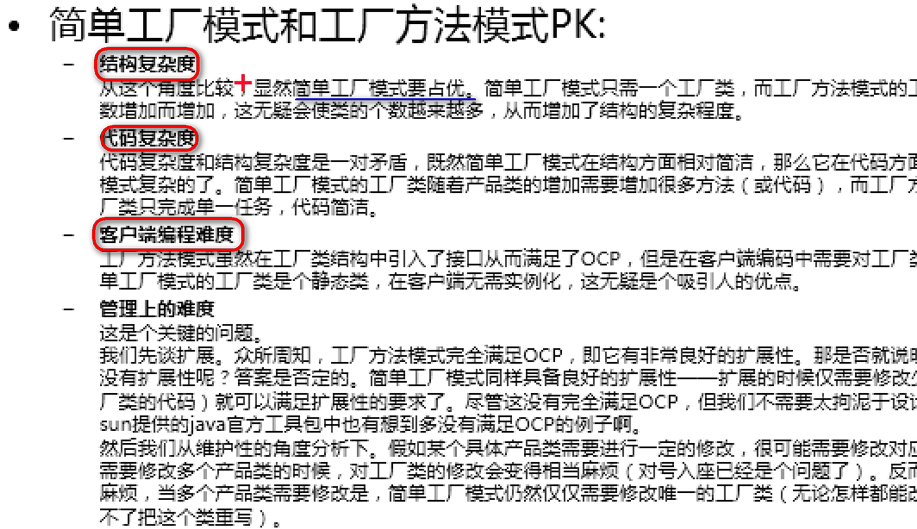 • 简单工厂模式和工厂方法模式PK:
– 结构复杂度
从这个角度比较，显然简单工厂模式要占优。简单工厂模式只需一个工厂类，而工厂方法模式的工
数增加而增加，这无疑会使类的个数越来越多，从而增加了结构的复杂程度。
– 代码复杂度
代码复杂度和结构复杂度是一对矛盾，既然简单工厂模式在结构方面相对简洁，那么它在代码方面
模式复杂的了。简单工厂模式的工厂类随着产品类的增加需要增加很多方法（或代码），而工厂方
厂类只完成单一任务，代码简洁。
– 客户端编程难度
工厂方法模式虽然在工厂类结构中引入了接口从而满足了OCP，但是在客户端编码中需要对工厂类
单工厂模式的工厂类是个静态类，在客户端无需实例化，这无疑是个吸引人的优点。
– 管理上的难度
这是个关键的问题。
我们先谈扩展。众所周知，工厂方法模式完全满足OCP，即它有非常良好的扩展性。那是否就说明
没有扩展性呢？答案是否定的。简单工厂模式同样具备良好的扩展性——扩展的时候仅需要修改少
厂类的代码）就可以满足扩展性的要求了。尽管这没有完全满足OCP，但我们不需要太拘泥于设计
sun提供的java官方工具包中也有想到多没有满足OCP的例子啊。
然后我们从维护性的角度分析下。假如某个具体产品类需要进行一定的修改，很可能需要修改对应
需要修改多个产品类的时候，对工厂类的修改会变得相当麻烦（对号入座已经是个问题了）。反而
麻烦，当多个产品类需要修改是，简单工厂模式仍然仅仅需要修改唯一的工厂类（无论怎样都能改
不了把这个类重写）。